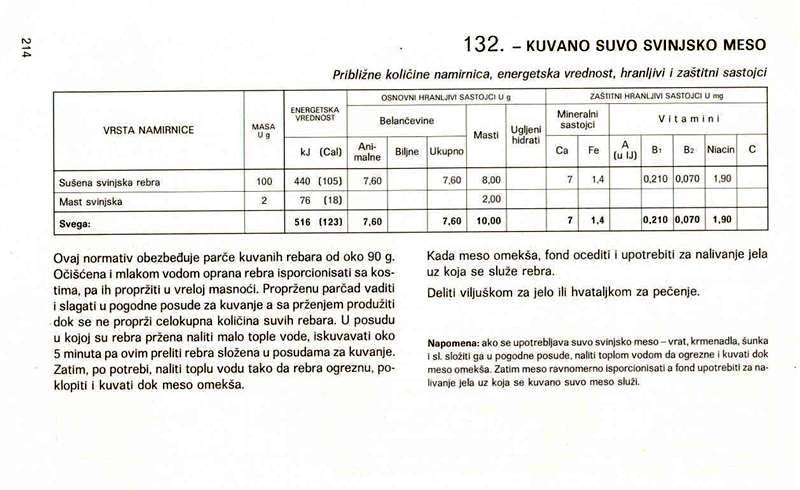 214
132. – KUVANO SUVO SVINJSKO MESO
Približne količine namirnica, energetska vrednost, hranljivi i zaštitni sastojci
VRSTA NAMIRNICE MASA U g ENERGETSKA VREDNOST OSNOVNI HRANLJIVI SASTOJCI U g ZAŠTITNI HRANLJIVI SASTOJCI U mg
Belančevine Masti Ugljeni hidrati Mineralni sastojci Vitamini
kJ (Cal) Animalne Biljne Ukupno Ca Fe A (u IJ) B1 B2 Niacin C
Sušena svinjska rebra 100 440 (105) 7,60 7,60 8,00 7 1,4 0,210 0,070 1,90
Mast svinjska 2 76 (18) 2,00
Svega: 516 (123) 7,60 7,60 10,00 7 1,4 0,210 0,070 1,90
Ovaj normativ obezbeđuje parče kuvanih rebara od oko 90 g.
Očišćena i mlakom vodom oprana rebra isporcionisati sa kos-
tima, pa ih propržiti u vreloj masnoći. Proprženu parčad vaditi
i slagati u pogodne posude za kuvanje a sa prženjem produžiti
dok se ne proprži celokupna količina suvih rebara. U posudu
u kojoj su rebra pržena naliti malo tople vode, iskuvavati oko
5 minuta pa ovim preliti rebra složena u posudama za kuvanje.
Zatim, po potrebi, naliti toplu vodu tako da rebra ogreznu, po-
klopiti i kuvati dok meso omekša.
Kada meso omekša, fond ocediti i upotrebiti za nalivanje jela
uz koja se služe rebra.
Deliti viljuškom za jelo ili hvataljkom za pečenje.
Napomena: ako se upotrebljava suvo svinjsko meso – vrat, krmenadla, šunka
i sl. složiti ga u pogodne posude, naliti toplom vodom da ogrezne i kuvati dok
meso omekša. Zatim meso ravnomerno isporcionisati a fond upotrebiti za na-
livanje jela uz koja se kuvano suvo meso služi.